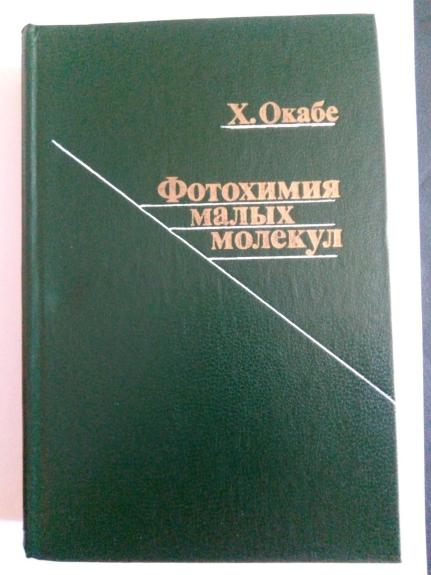 Х. Окабе
Фотохимия
малых
молекул